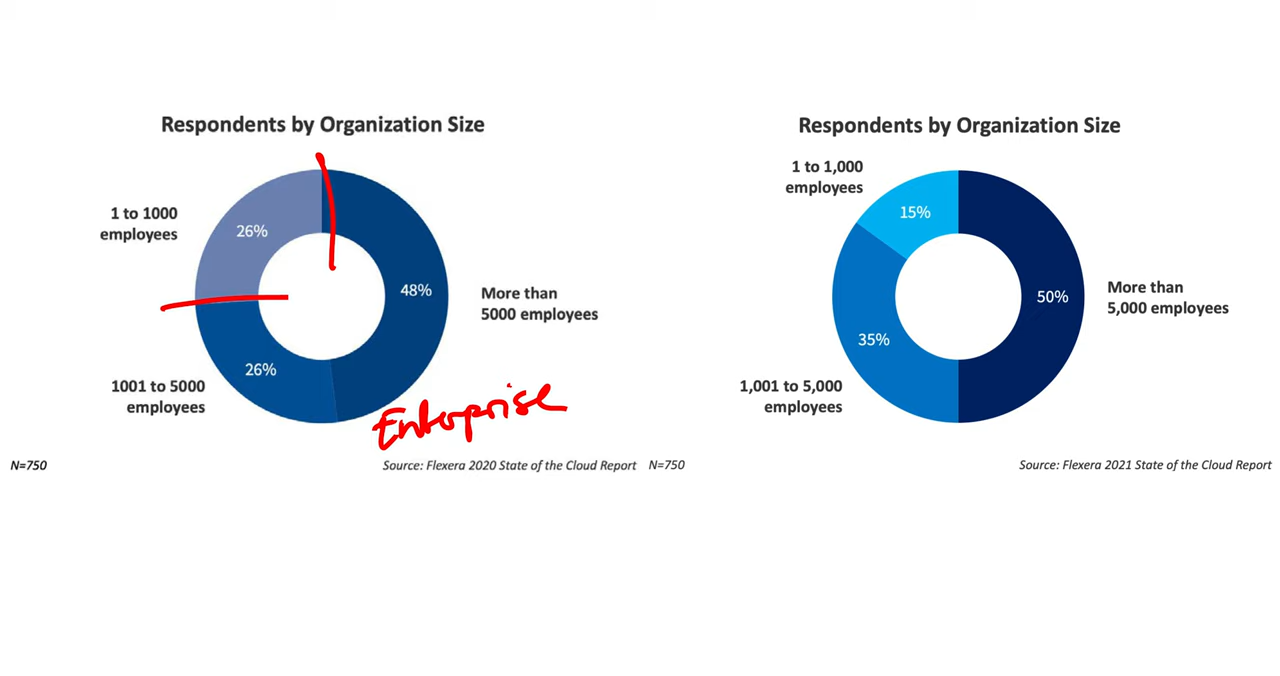 Respondents by Organization Size
1 to 1000
employees
26%
48%
More than
5000 employees
26%
1001 to 5000
employees
Enterprise
N=750
Source: Flexera 2020 State of the Cloud Report
Respondents by Organization Size
1 to 1,000
employees
15%
50%
More than
5,000 employees
35%
1,001 to 5,000
employees
N=750
Source: Flexera 2021 State of the Cloud Report